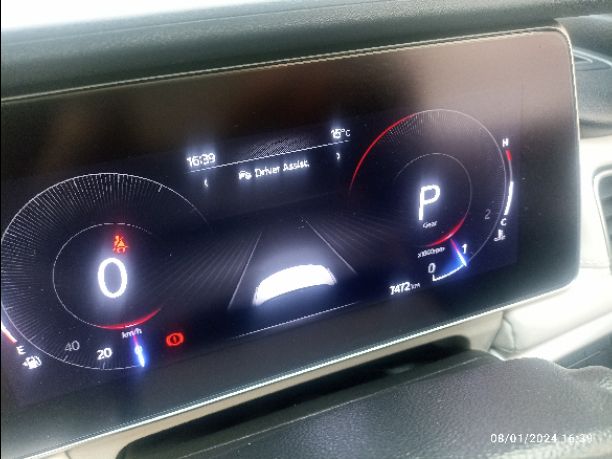 16:39
15°C
‹ Driver Assist. ›
H
P
Gear
2
C
x1000rpm
1
0
7472 km
0
km/h
E
40
20
0
08/01/2024 16:39